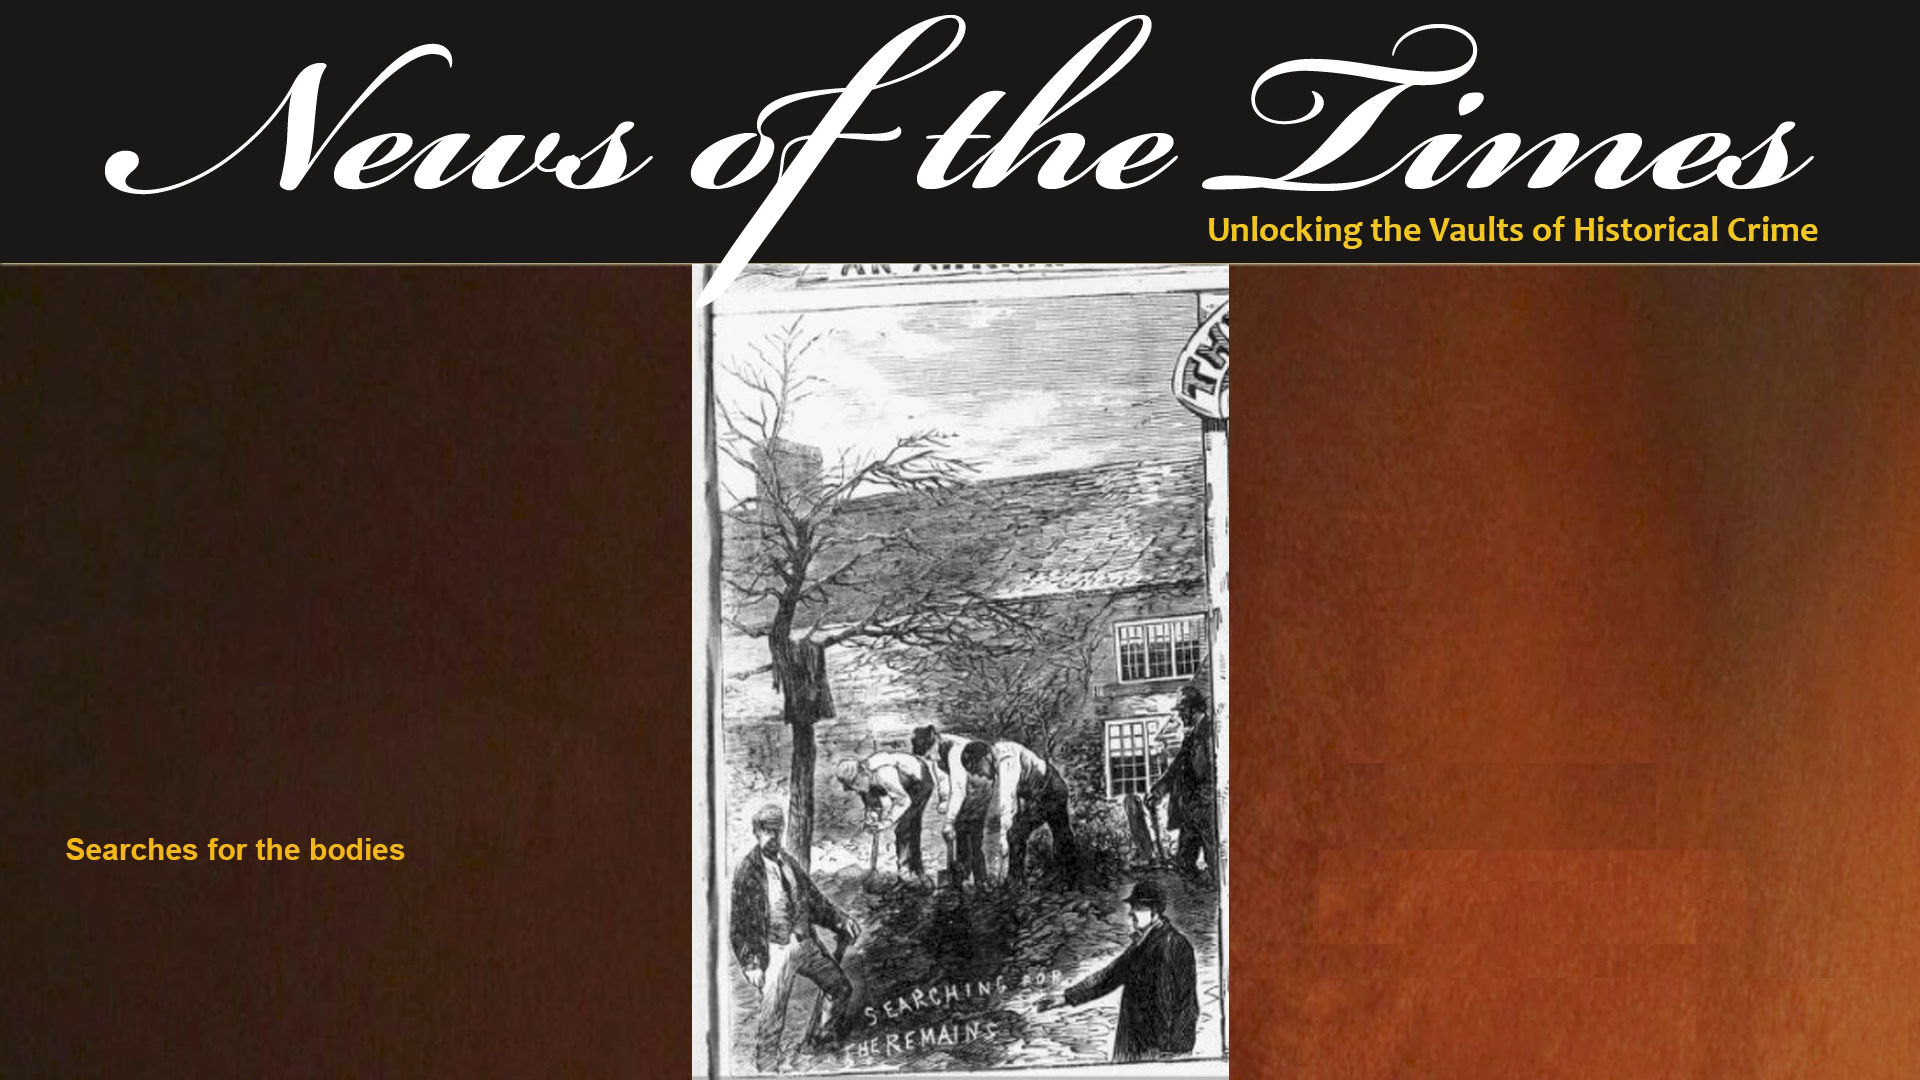 News of the Times
Unlocking the Vaults of Historical Crime
Searches for the bodies
SEARCHING FOR
THE REMAINS